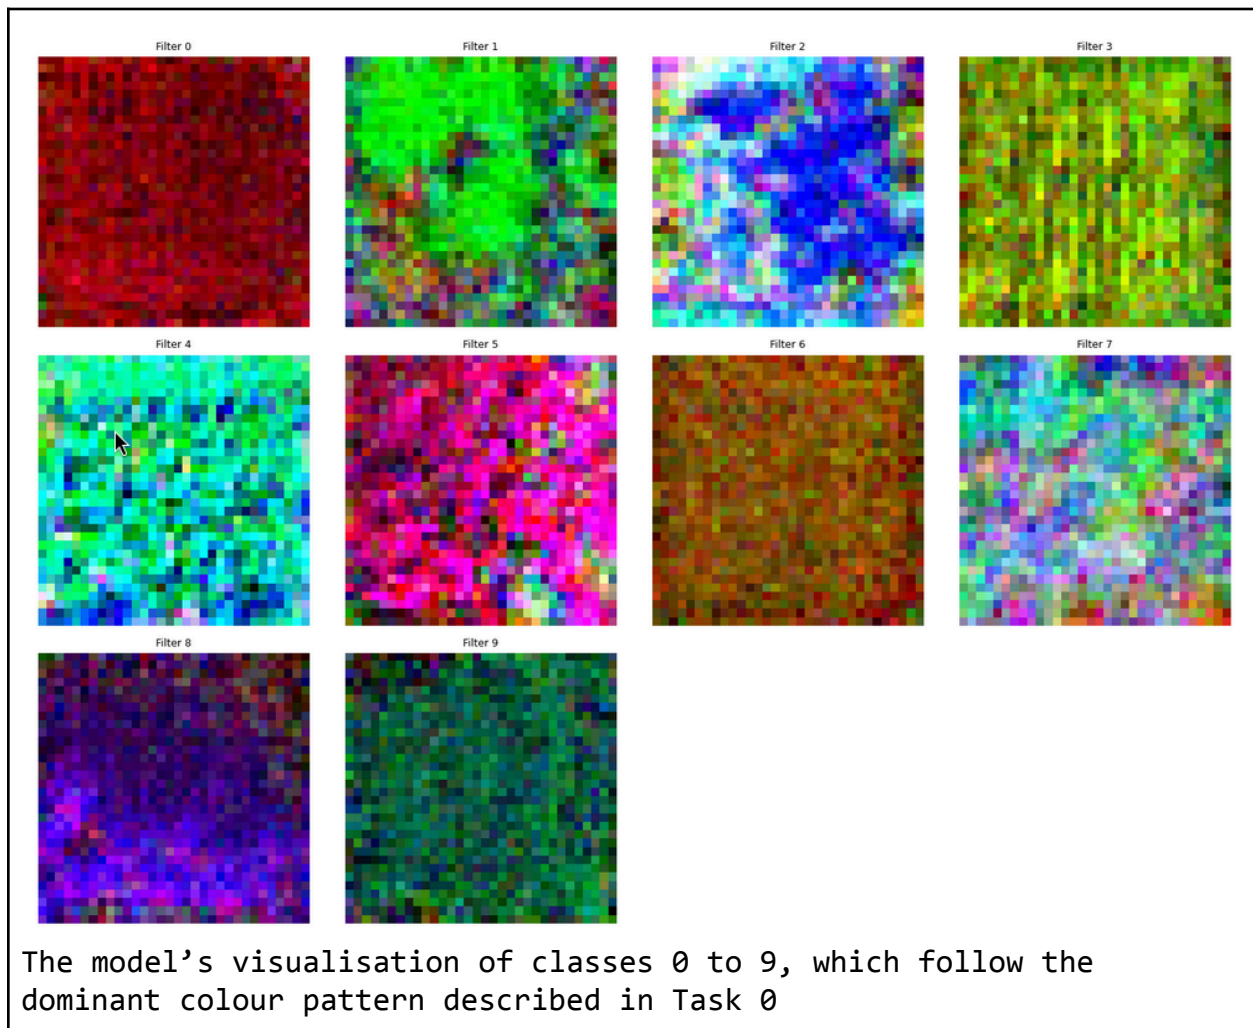 Filter 0
Filter 1
Filter 2
Filter 3
Filter 4
Filter 5
Filter 6
Filter 7
Filter 8
Filter 9
The model’s visualisation of classes 0 to 9, which follow the
dominant colour pattern described in Task 0